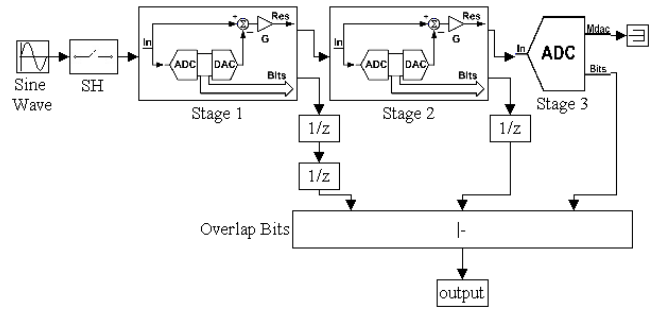 Sine Wave
SH
In
ADC
DAC
+
−
G
Res
Bits
Stage 1
In
ADC
DAC
+
−
G
Res
Bits
Stage 2
In
ADC
Mdac
Bits
Stage 3
1/z
1/z
1/z
Overlap Bits
|-
output